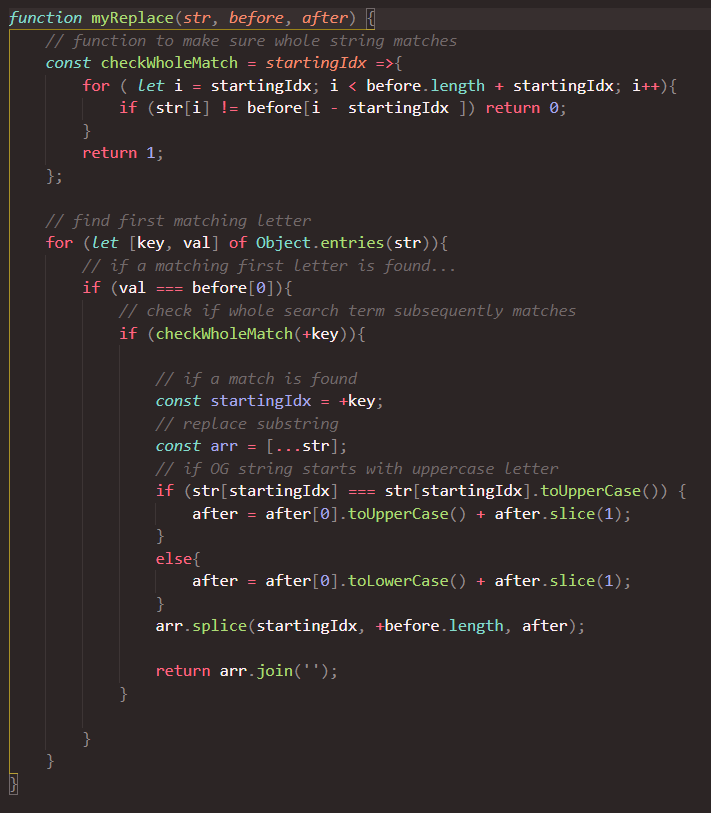 function myReplace(str, before, after) {
    // function to make sure whole string matches
    const checkWholeMatch = startingIdx =>{
        for ( let i = startingIdx; i < before.length + startingIdx; i++){
            if (str[i] != before[i - startingIdx ]) return 0;
        }
        return 1;
    };

    // find first matching letter
    for (let [key, val] of Object.entries(str)){
        // if a matching first letter is found...
        if (val === before[0]){
            // check if whole search term subsequently matches
            if (checkWholeMatch(+key)){

                // if a match is found
                const startingIdx = +key;
                // replace substring
                const arr = [...str];
                // if OG string starts with uppercase letter
                if (str[startingIdx] === str[startingIdx].toUpperCase()) {
                    after = after[0].toUpperCase() + after.slice(1);
                }
                else{
                    after = after[0].toLowerCase() + after.slice(1);
                }
                arr.splice(startingIdx, +before.length, after);

                return arr.join('');
            }

        }
    }
}